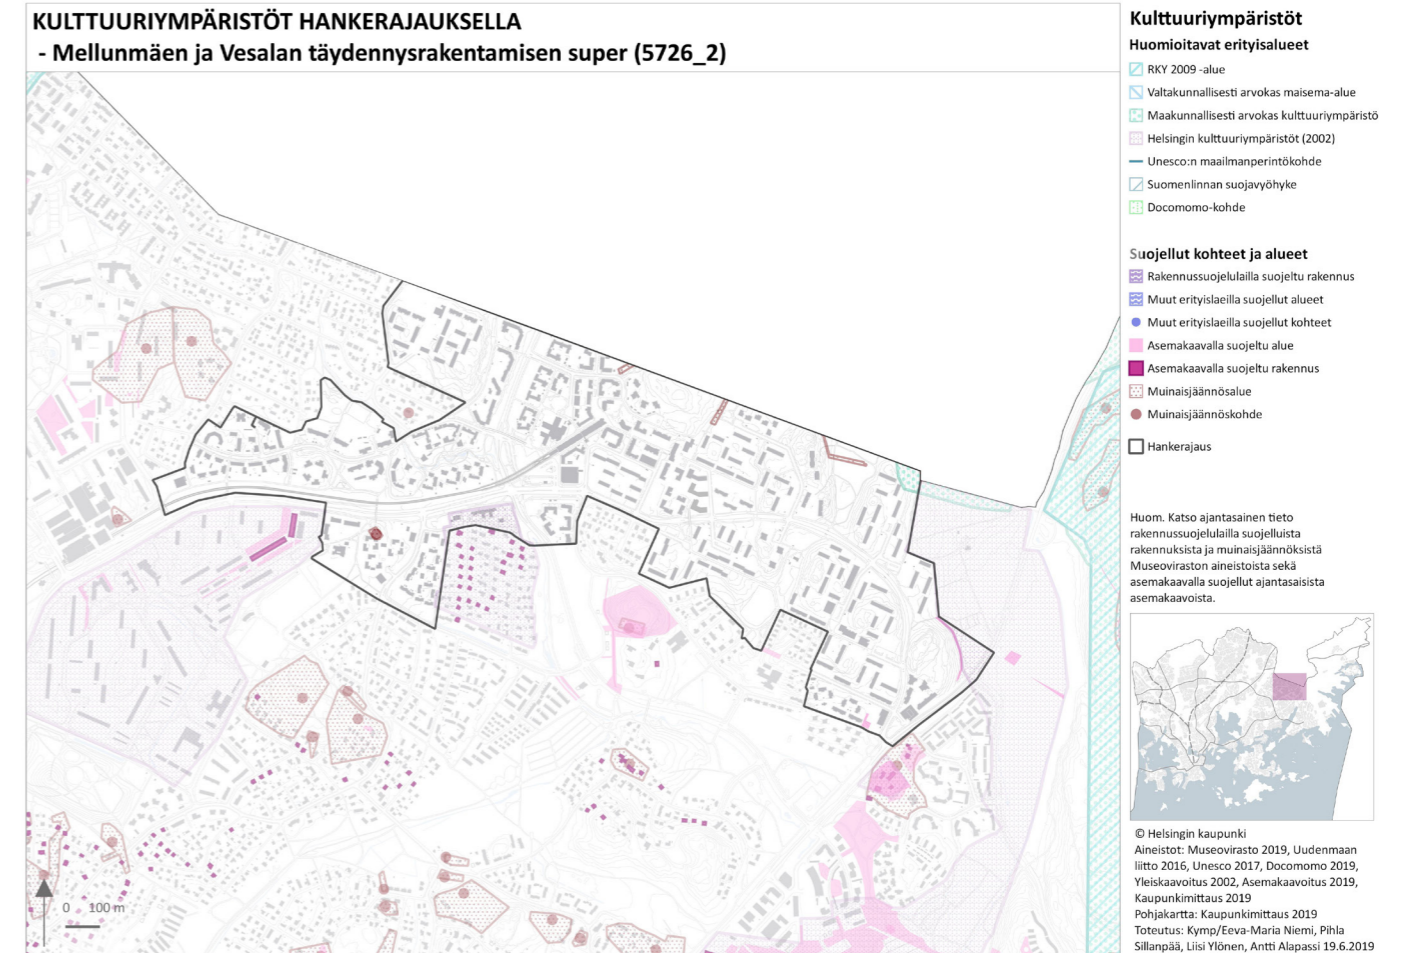 KULTTUURIYMPÄRISTÖT HANKERAJAUKSELLA
- Mellunmäen ja Vesalan täydennysrakentamisen super (5726_2)
Kulttuuriympäristöt
Huomioitavat erityisalueet
RKY 2009 -alue
Valtakunnallisesti arvokas maisema-alue
Maakunnallisesti arvokas kulttuuriympäristö
Helsingin kulttuuriympäristöt (2002)
Unesco:n maailmanperintökohde
Suomenlinnan suojavyöhyke
Docomomo-kohde
Suojellut kohteet ja alueet
Rakennussuojelulailla suojeltu rakennus
Muut erityislaeilla suojellut alueet
Muut erityislaeilla suojellut kohteet
Asemakaavalla suojeltu alue
Asemakaavalla suojeltu rakennus
Muinaisjäännösalue
Muinaisjäännöskohde
Hankerajaus
Huom. Katso ajantasainen tieto
rakennussuojelulailla suojelluista
rakennuksista ja muinaisjäännöksistä
Museoviraston aineistoista sekä
asemakaavalla suojellut ajantasaisista
asemakaavoista.
© Helsingin kaupunki
Aineistot: Museovirasto 2019, Uudenmaan
liitto 2016, Unesco 2017, Docomomo 2019,
Yleiskaavoitus 2002, Asemakaavoitus 2019,
Kaupunkimittaus 2019
Pohjakartta: Kaupunkimittaus 2019
Toteutus: Kymp/Eeva-Maria Niemi, Pihla
Sillanpää, Liisi Ylönen, Antti Alapassi 19.6.2019
0 100 m